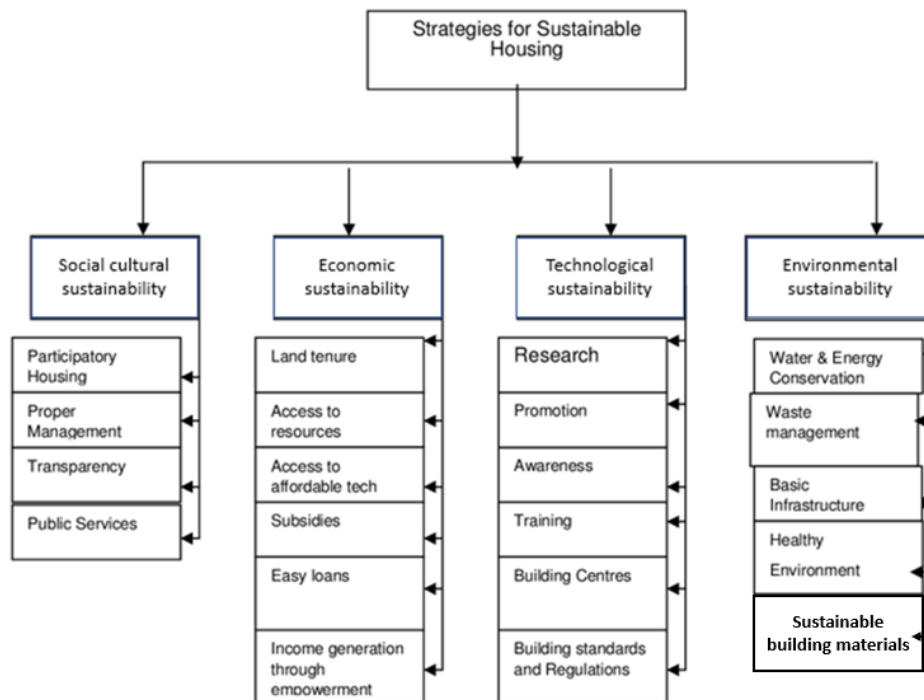 Strategies for Sustainable
Housing
Social cultural
sustainability
Economic
sustainability
Technological
sustainability
Environmental
sustainability
Participatory
Housing
Proper
Management
Transparency
Public Services
Land tenure
Access to
resources
Access to
affordable tech
Subsidies
Easy loans
Income generation
through
empowerment
Research
Promotion
Awareness
Training
Building Centres
Building standards
and Regulations
Water & Energy
Conservation
Waste
management
Basic
Infrastructure
Healthy
Environment
Sustainable
building materials